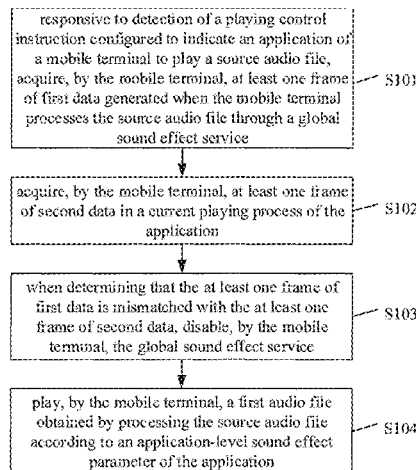 responsive to detection of a playing control
instruction configured to indicate an application of
a mobile terminal to play a source audio file,
acquire, by the mobile terminal, at least one frame
of first data generated when the mobile terminal
processes the source audio file through a global
sound effect service
S101
acquire, by the mobile terminal, at least one frame
of second data in a current playing process of the
application
S102
when determining that the at least one frame of
first data is mismatched with the at least one
frame of second data, disable, by the mobile
terminal, the global sound effect service
S103
play, by the mobile terminal, a first audio file
obtained by processing the source audio file
according to an application-level sound effect
parameter of the application
S104